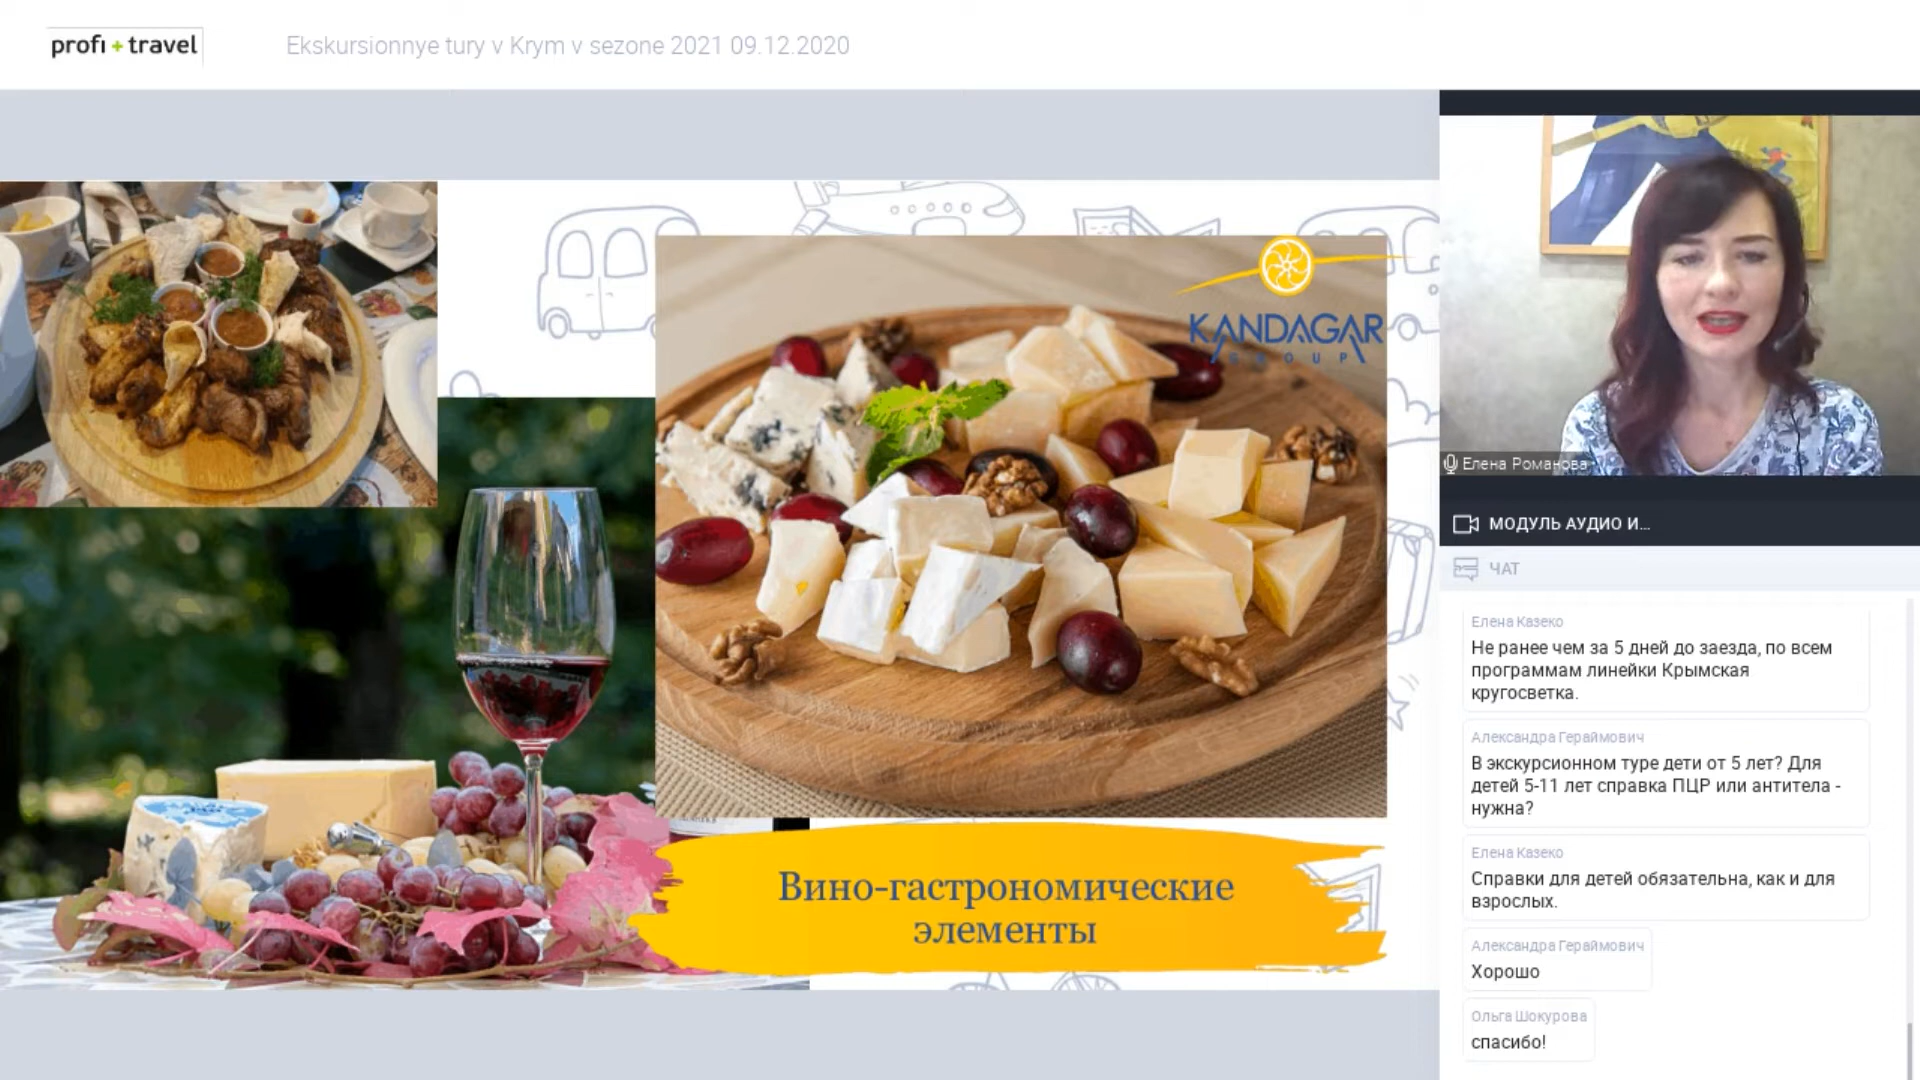 profi + travel
Ekskursionnye tury v Krym v sezone 2021 09.12.2020
KANDAGAR
GROUP
Вино-гастрономические
элементы
Елена Романова
МОДУЛЬ АУДИО И...
ЧАТ
Елена Казеко
Не ранее чем за 5 дней до заезда, по всем
программам линейки Крымская
кругосветка.
Александра Гераймович
В экскурсионном туре дети от 5 лет? Для
детей 5-11 лет справка ПЦР или антитела -
нужна?
Елена Казеко
Справки для детей обязательна, как и для
взрослых.
Александра Гераймович
Хорошо
Ольга Шокурова
спасибо!